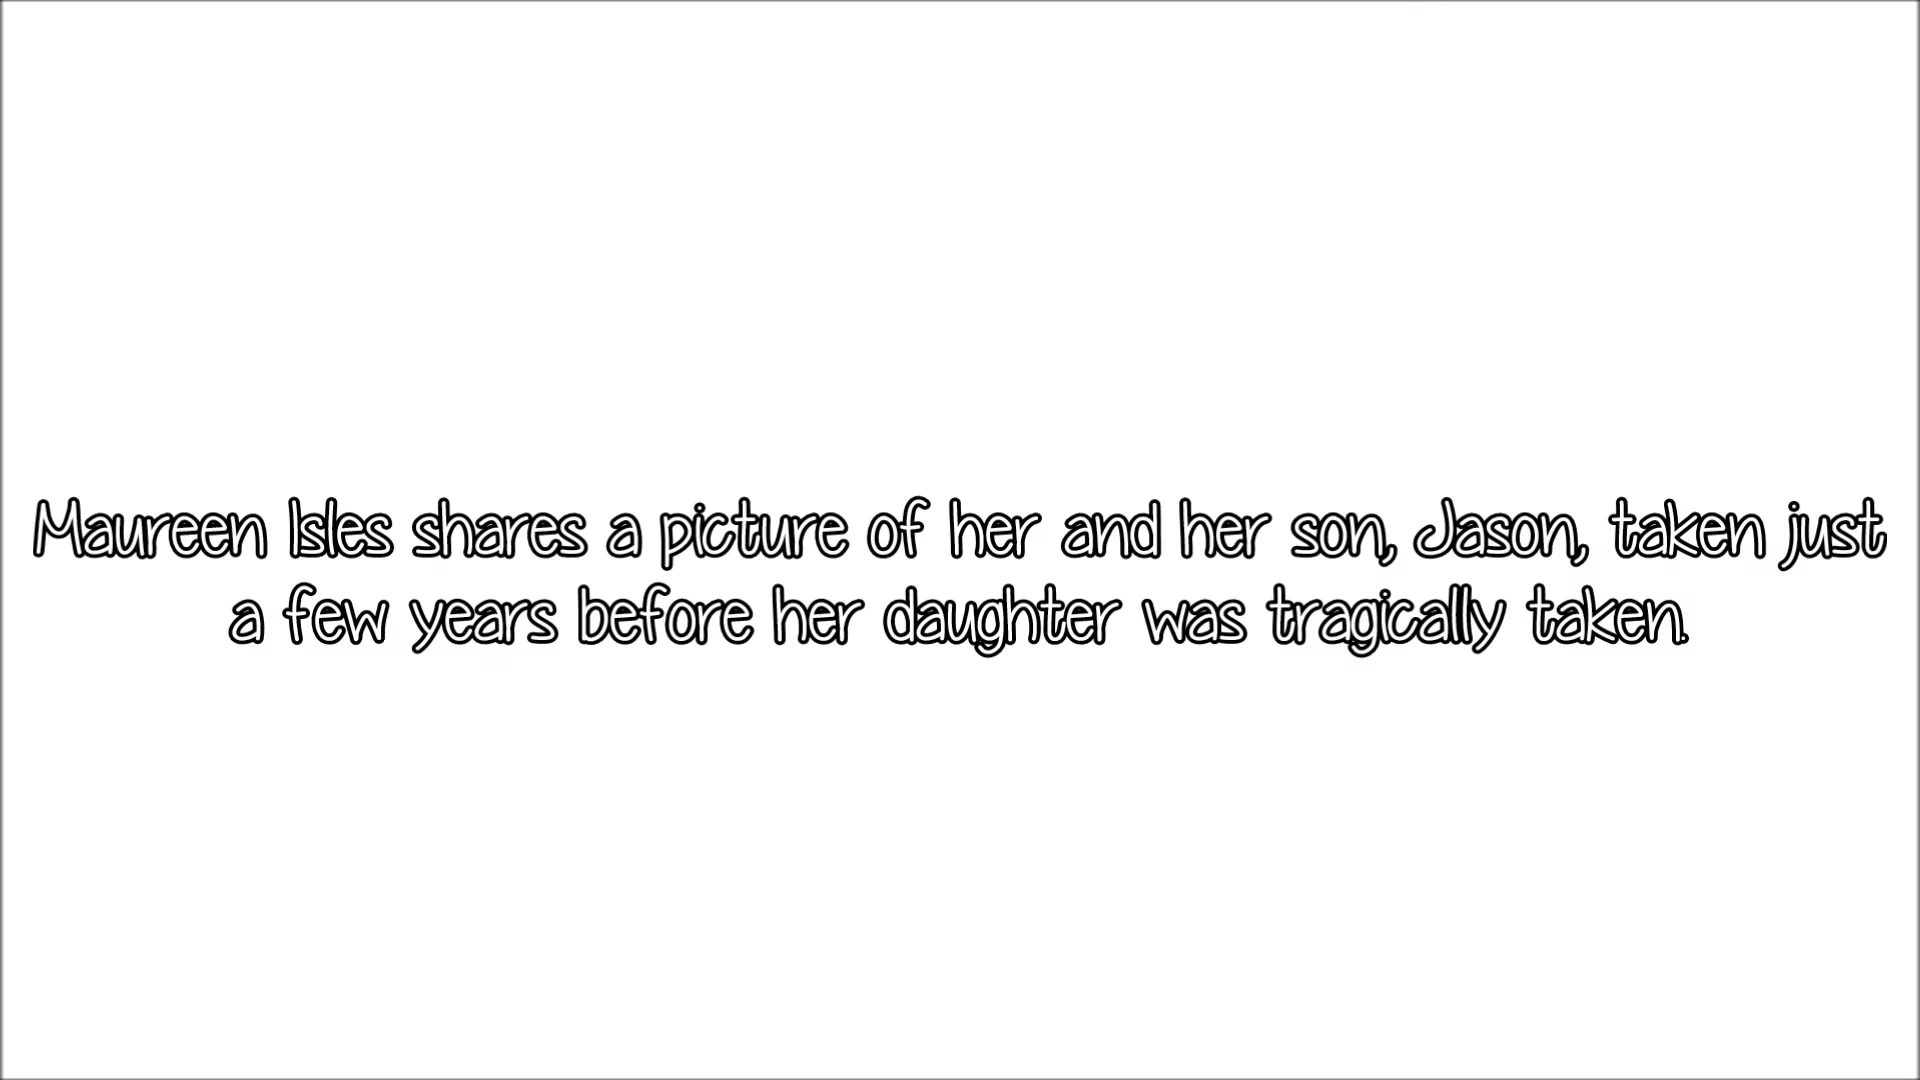 Maureen Isles shares a picture of her and her son, Jason, taken just
a few years before her daughter was tragically taken.